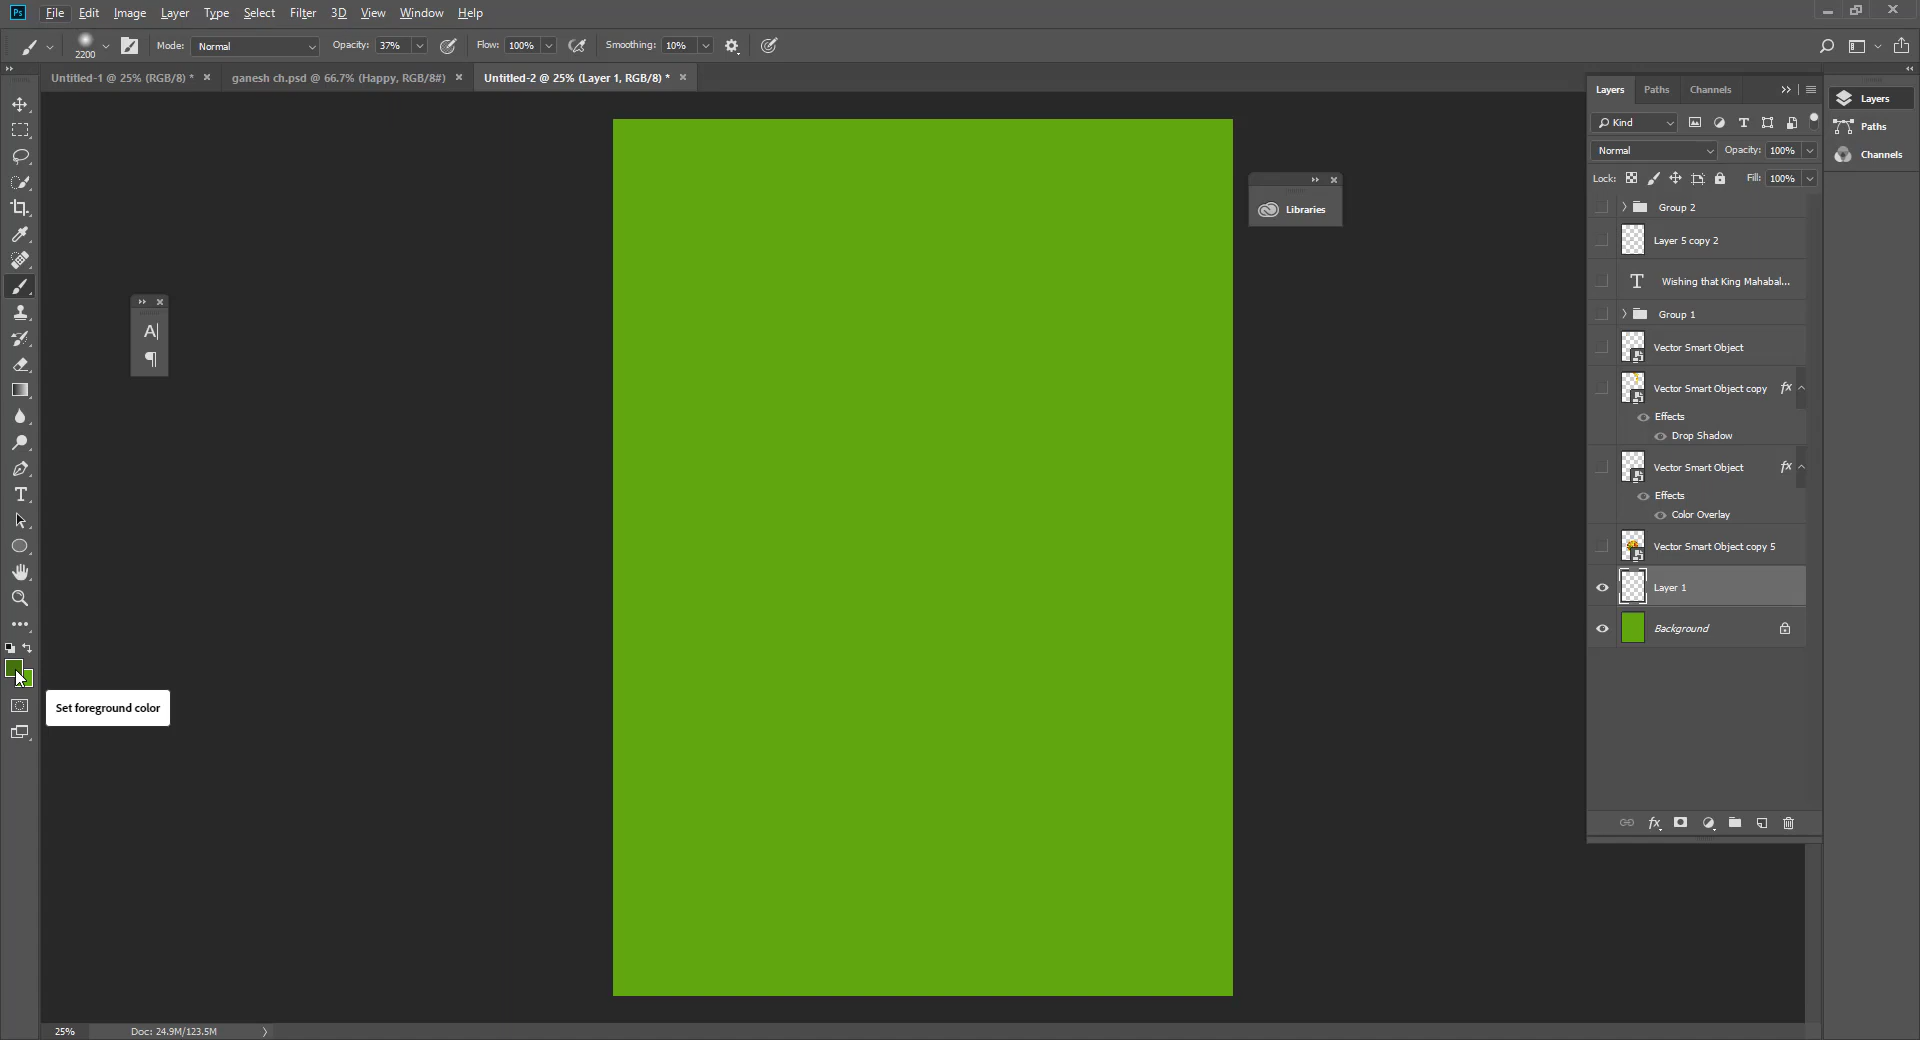 Ps File Edit Image Layer Type Select Filter 3D View Window Help
2200 Mode: Normal Opacity: 37% Flow: 100% Smoothing: 10%
Untitled-1 @ 25% (RGB/8) * × ganesh ch.psd @ 66.7% (Happy, RGB/8#) × Untitled-2 @ 25% (Layer 1, RGB/8) * ×
Layers Paths Channels
Layers
Paths
Channels
Kind
Normal Opacity: 100%
Lock: Fill: 100%
Libraries
Group 2
Layer 5 copy 2
Wishing that King Mahabal...
Group 1
Vector Smart Object
Vector Smart Object copy fx
Effects
Drop Shadow
Vector Smart Object fx
Effects
Color Overlay
Vector Smart Object copy 5
Layer 1
Background
Set foreground color
25% Doc: 24.9M/123.5M